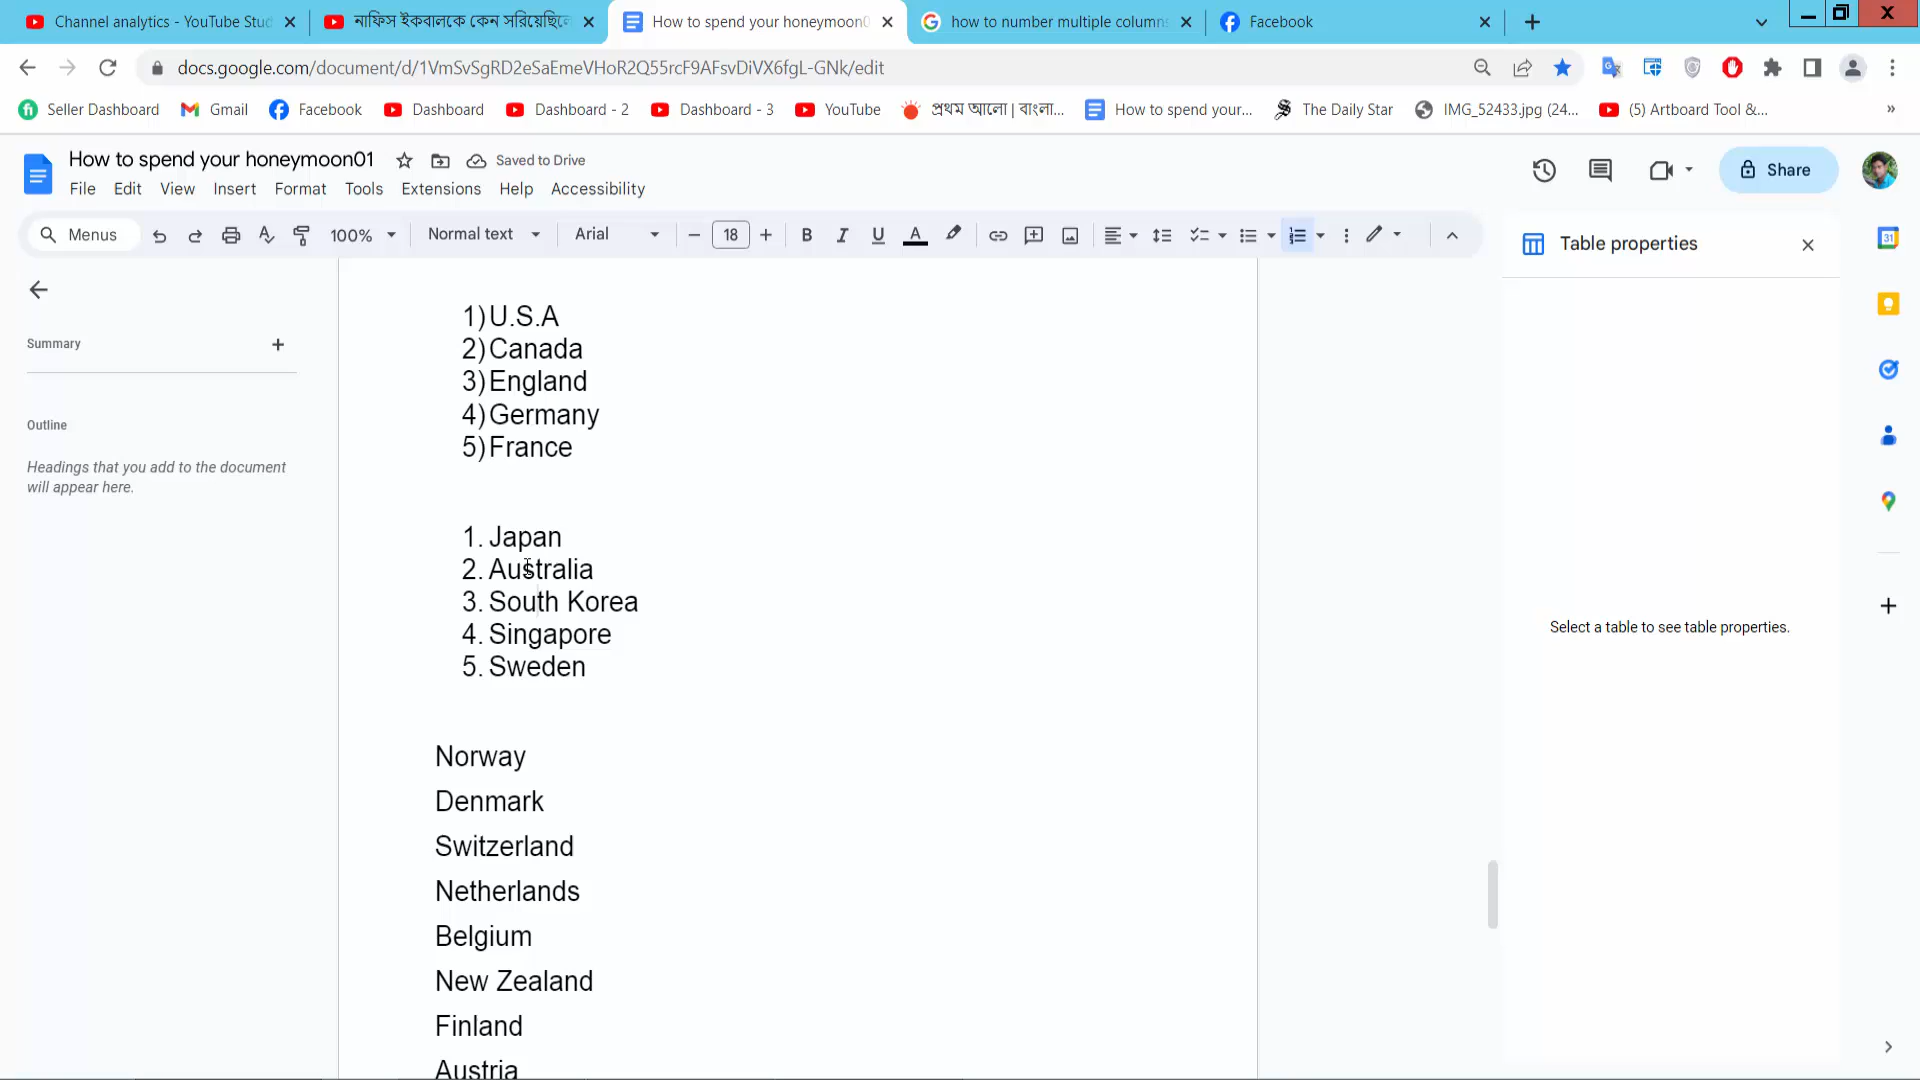 Channel analytics - YouTube Stud
নাফিস ইকবালকে কেন সরিয়েছিলে
How to spend your honeymoon0
how to number multiple column
Facebook
docs.google.com/document/d/1VmSvSgRD2eSaEmeVHoR2Q55rcF9AFsvDiVX6fgL-GNk/edit
Seller Dashboard
Gmail
Facebook
Dashboard
Dashboard - 2
Dashboard - 3
YouTube
প্রথম আলো | বাংলা...
How to spend your...
The Daily Star
IMG_52433.jpg (24...
(5) Artboard Tool &...
»
How to spend your honeymoon01
Saved to Drive
File Edit View Insert Format Tools Extensions Help Accessibility
Share
Menus
100%
Normal text
Arial
18
Table properties
Summary
Outline
Headings that you add to the document
will appear here.
1) U.S.A
2) Canada
3) England
4) Germany
5) France
1. Japan
2. Australia
3. South Korea
4. Singapore
5. Sweden
Norway
Denmark
Switzerland
Netherlands
Belgium
New Zealand
Finland
Austria
Select a table to see table properties.
31